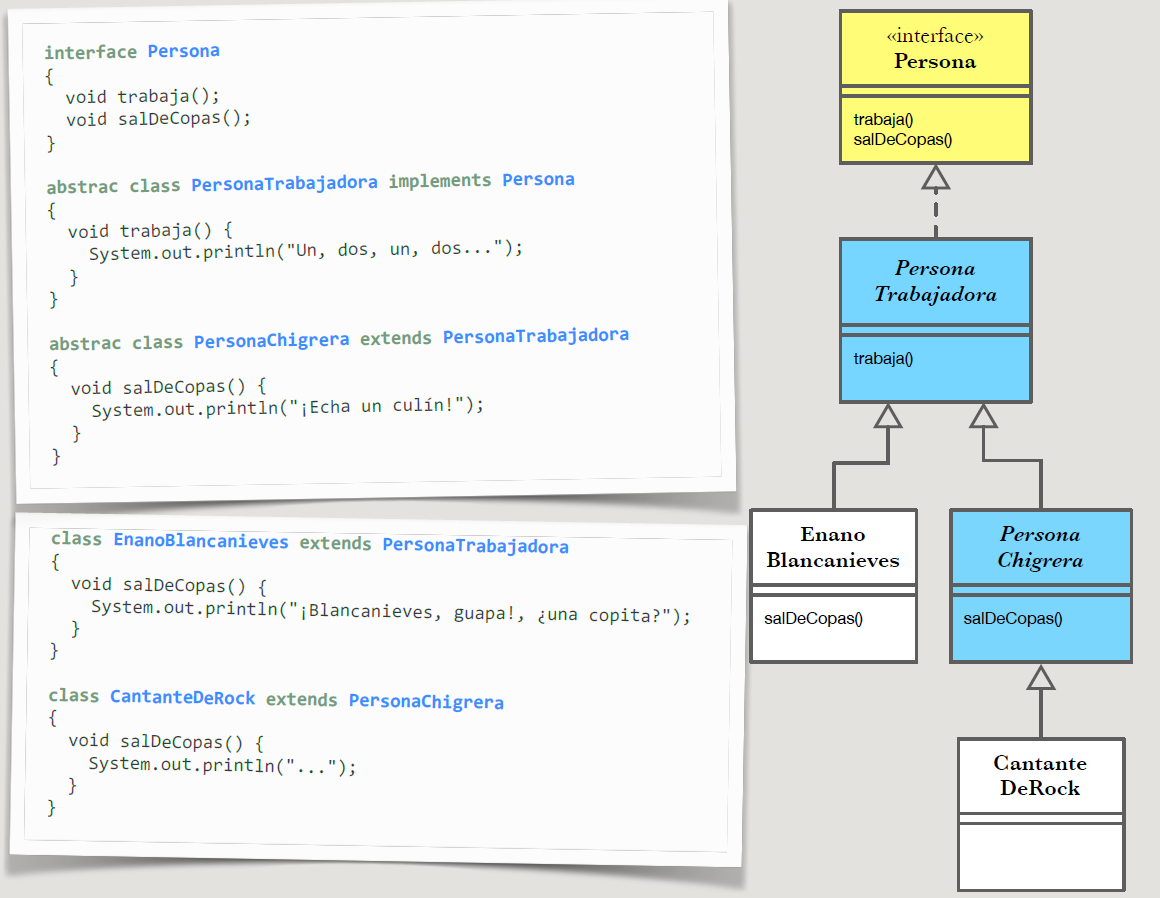 interface Persona
{
void trabaja();
void salDeCopas();
}
abstrac class PersonaTrabajadora implements Persona
{
void trabaja() {
System.out.println("Un, dos, un, dos...");
}
}
abstrac class PersonaChigrera extends PersonaTrabajadora
{
void salDeCopas() {
System.out.println("¡Echa un culín!");
}
}
class EnanoBlancanieves extends PersonaTrabajadora
{
void salDeCopas() {
System.out.println("¡Blancanieves, guapa!, ¿una copita?");
}
}
class CantanteDeRock extends PersonaChigrera
{
void salDeCopas() {
System.out.println("...");
}
}
«interface»
Persona
trabaja()
salDeCopas()
Persona
Trabajadora
trabaja()
Enano
Blancanieves
salDeCopas()
Persona
Chigrera
salDeCopas()
Cantante
DeRock